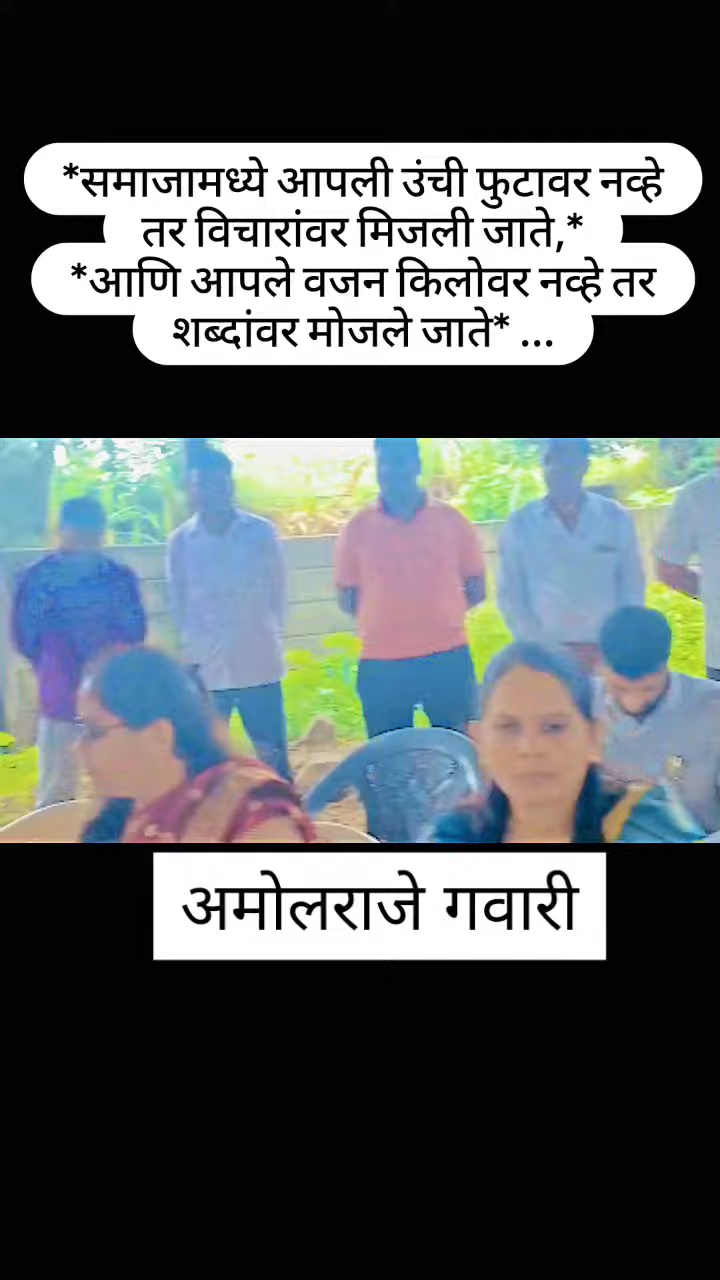 *समाजामध्ये आपली उंची फुटावर नव्हे
तर विचारांवर मिजली जाते,*
*आणि आपले वजन किलोवर नव्हे तर
शब्दांवर मोजले जाते* ...
अमोलराजे गवारी